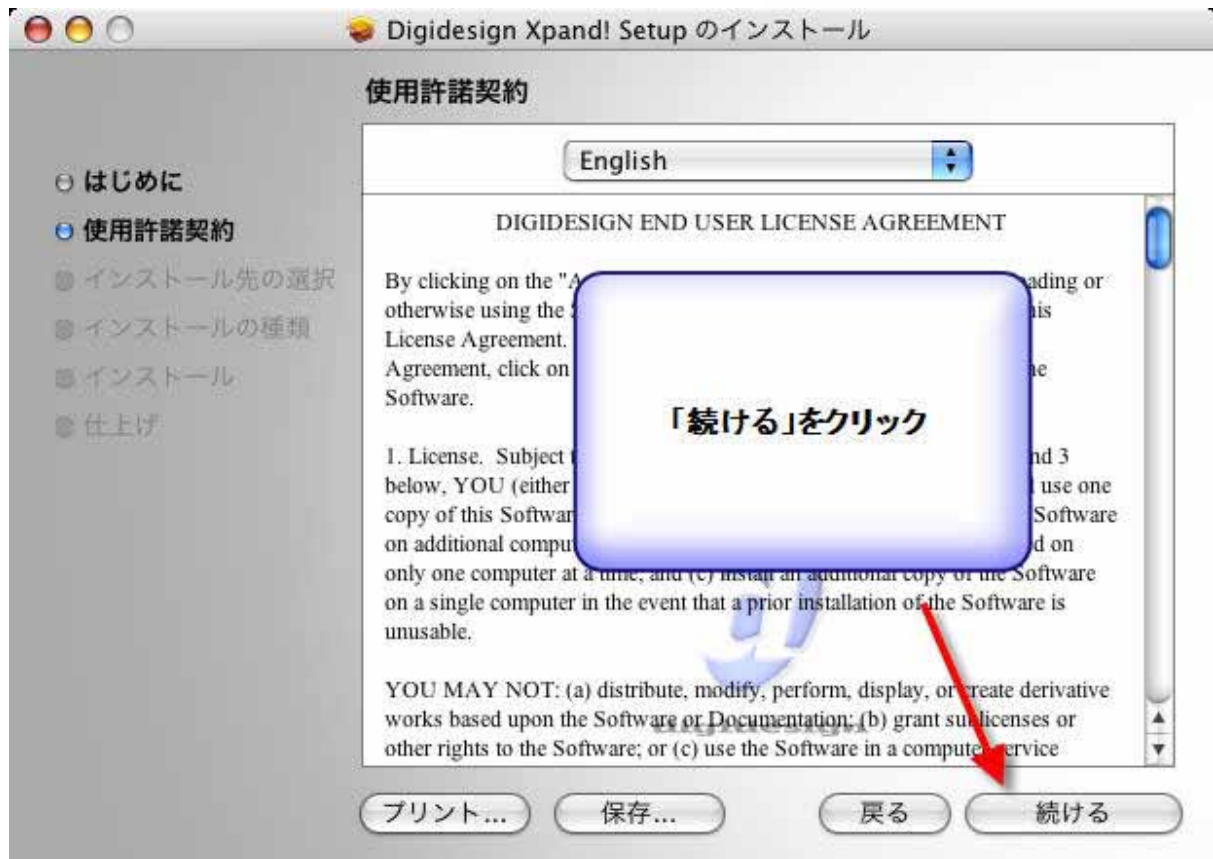 Digidesign Xpand! Setup のインストール
使用許諾契約
はじめに
使用許諾契約
インストール先の選択
インストールの種類
インストール
仕上げ
English
DIGIDESIGN END USER LICENSE AGREEMENT
By clicking on the "A ading or
otherwise using the his
License Agreement.
Agreement, click on he
Software.
1. License. Subject nd 3
below, YOU (either use one
copy of this Softwar Software
on additional compu d on
only one computer at a time; and (c) install an additional copy of the Software
on a single computer in the event that a prior installation of the Software is
unusable.
YOU MAY NOT: (a) distribute, modify, perform, display, or create derivative
works based upon the Software or Documentation; (b) grant sublicenses or
other rights to the Software; or (c) use the Software in a computer service
「続ける」をクリック
digidesign
プリント...
保存...
戻る
続ける